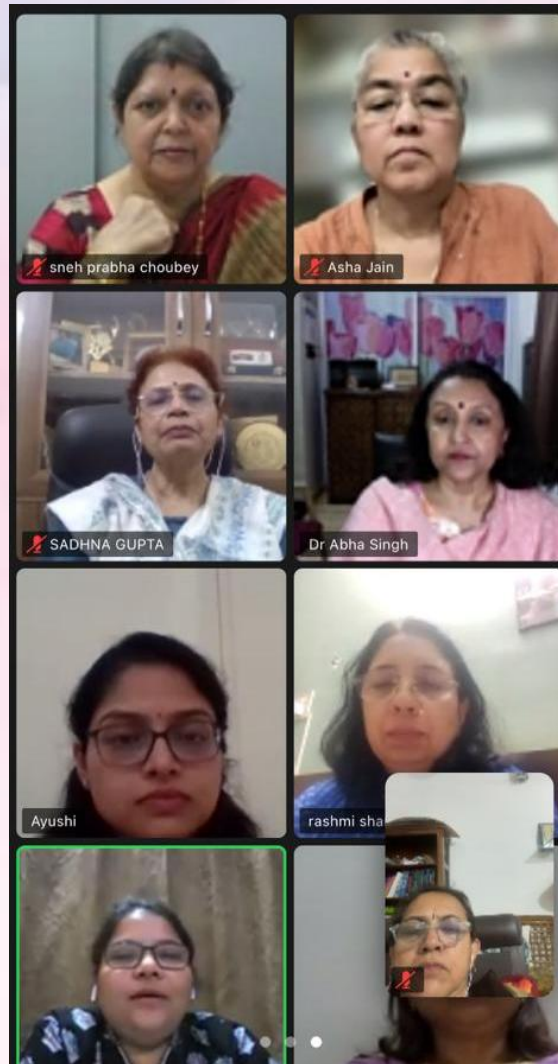 sneh prabha choubey
Asha Jain
SADHNA GUPTA
Dr Abha Singh
Ayushi
rashmi sha